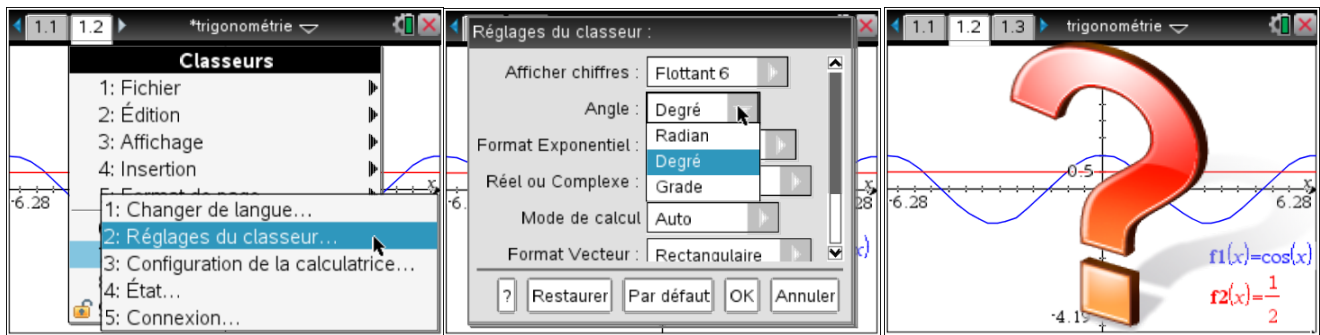 1.1 1.2 *trigonométrie
Classeurs
1: Fichier
2: Édition
3: Affichage
4: Insertion
1: Changer de langue...
2: Réglages du classeur...
3: Configuration de la calculatrice...
4: État...
5: Connexion...
-6.28
x
Réglages du classeur :
Afficher chiffres : Flottant 6
Angle : Degré
Radian
Degré
Grade
Format Exponentiel :
Réel ou Complexe :
Mode de calcul Auto
Format Vecteur : Rectangulaire
? Restaurer Par défaut OK Annuler
1.1 1.2 1.3 trigonométrie
0.5
x
-6.28 6.28
f1(x)=cos(x)
f2(x)=1/2
-4.19